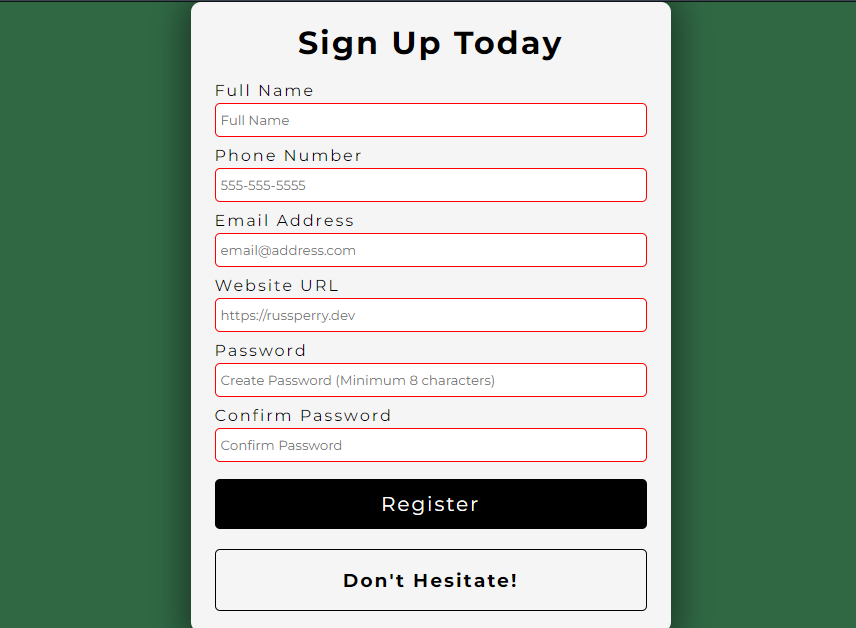 Sign Up Today
Full Name
Full Name
Phone Number
555-555-5555
Email Address
email@address.com
Website URL
https://russperry.dev
Password
Create Password (Minimum 8 characters)
Confirm Password
Confirm Password
Register
Don't Hesitate!